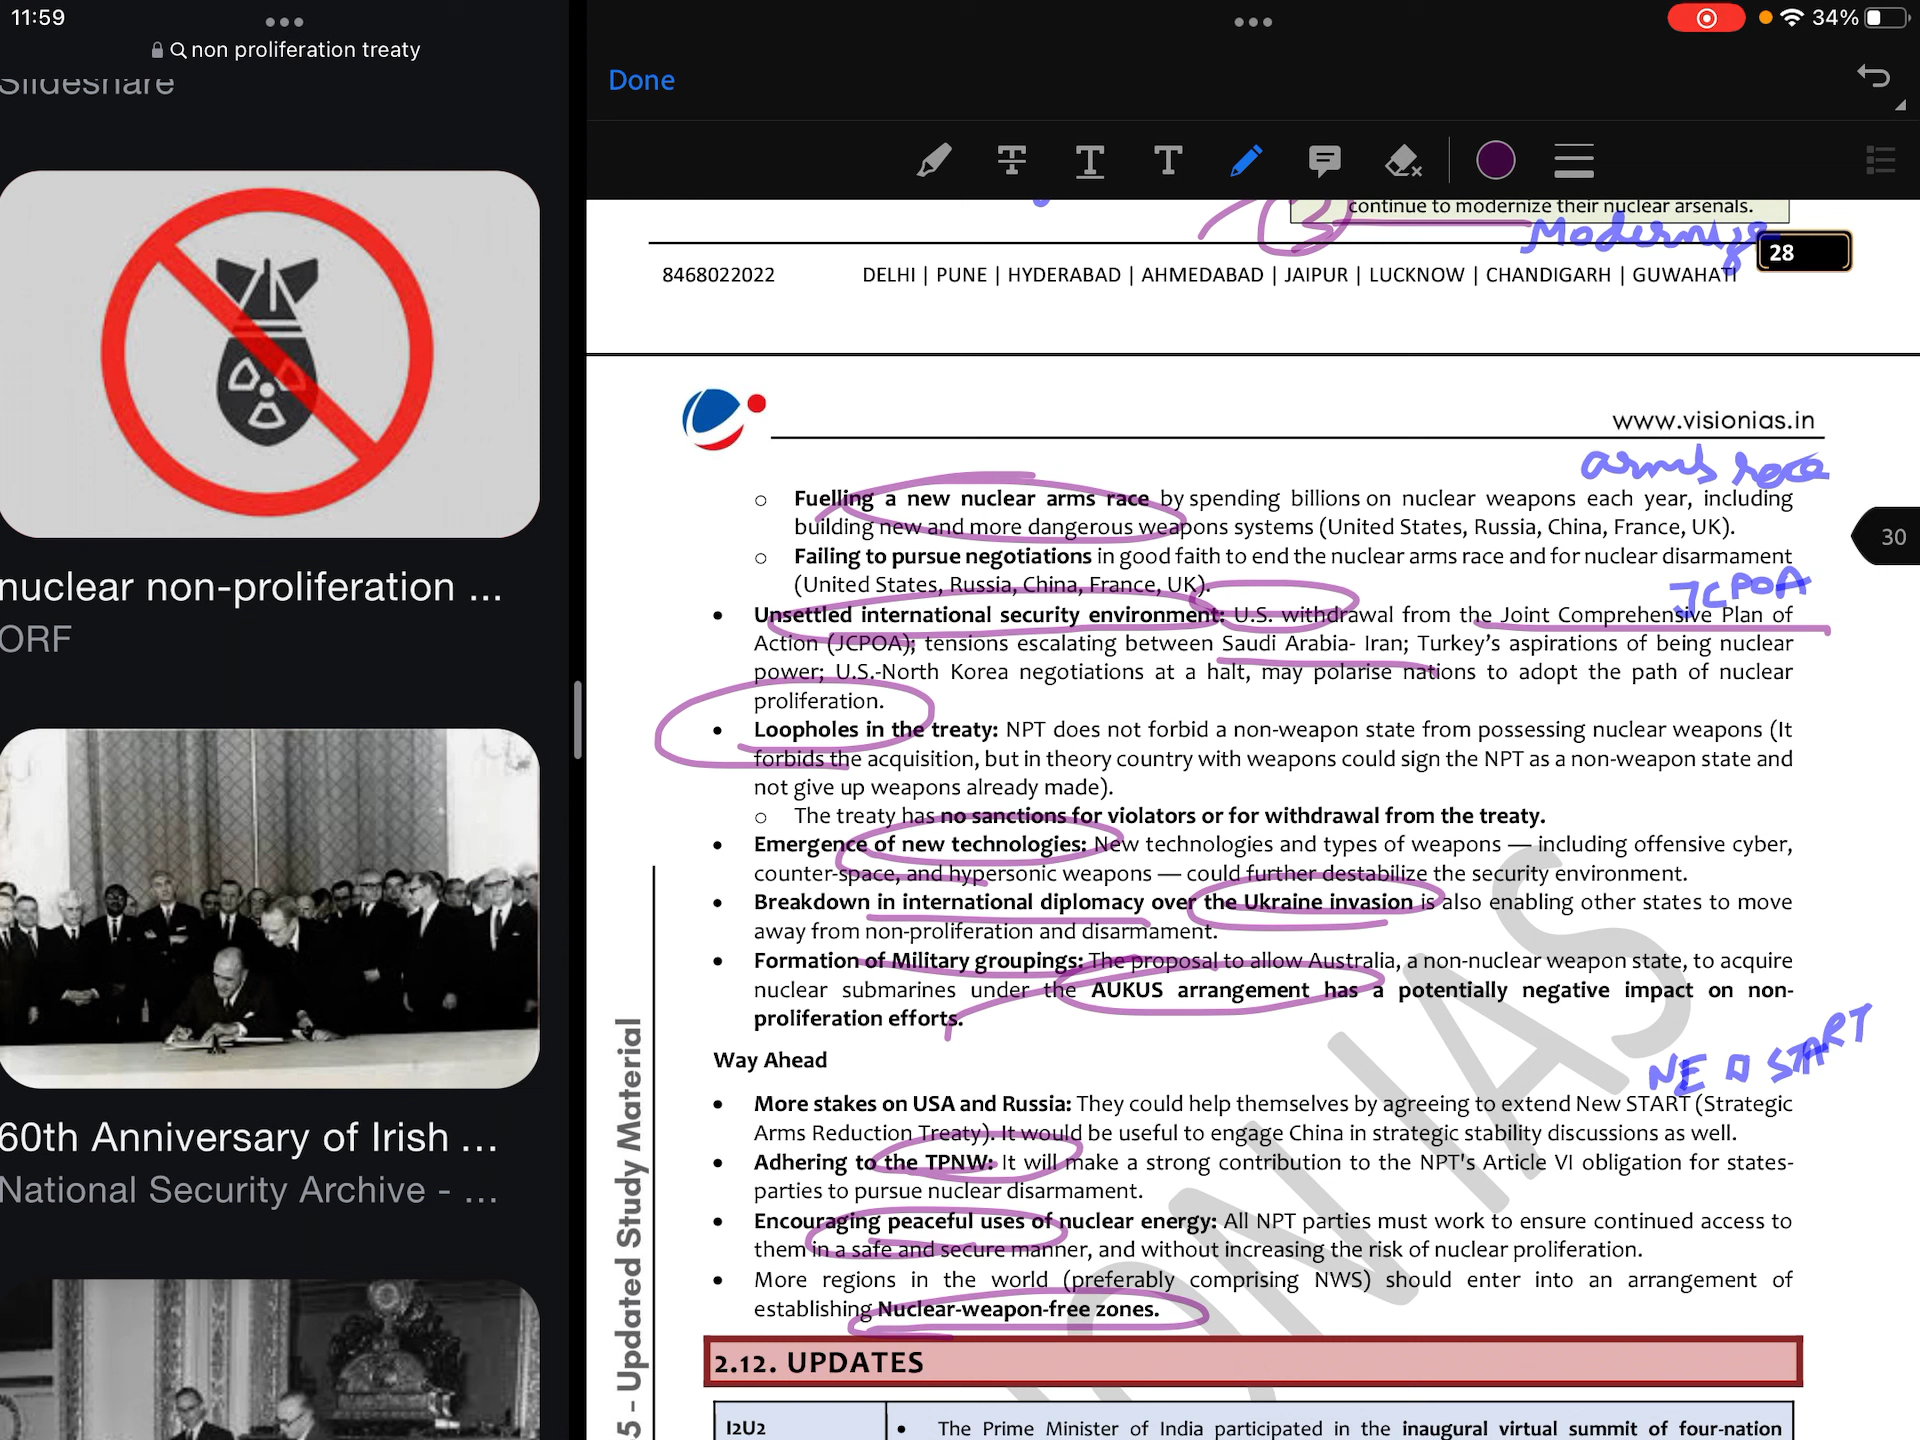 11:59
non proliferation treaty
Slideshare
nuclear non-proliferation ...
ORF
60th Anniversary of Irish ...
National Security Archive - ...
34%
Done
continue to modernize their nuclear arsenals.
3
Modernize
28
8468022022 DELHI | PUNE | HYDERABAD | AHMEDABAD | JAIPUR | LUCKNOW | CHANDIGARH | GUWAHATI
www.visionias.in
arms race
30
○ Fuelling a new nuclear arms race by spending billions on nuclear weapons each year, including
building new and more dangerous weapons systems (United States, Russia, China, France, UK).
○ Failing to pursue negotiations in good faith to end the nuclear arms race and for nuclear disarmament
(United States, Russia, China, France, UK).
JCPOA
• Unsettled international security environment: U.S. withdrawal from the Joint Comprehensive Plan of
Action (JCPOA); tensions escalating between Saudi Arabia- Iran; Turkey's aspirations of being nuclear
power; U.S.-North Korea negotiations at a halt, may polarise nations to adopt the path of nuclear
proliferation.
• Loopholes in the treaty: NPT does not forbid a non-weapon state from possessing nuclear weapons (It
forbids the acquisition, but in theory country with weapons could sign the NPT as a non-weapon state and
not give up weapons already made).
○ The treaty has no sanctions for violators or for withdrawal from the treaty.
• Emergence of new technologies: New technologies and types of weapons — including offensive cyber,
counter-space, and hypersonic weapons — could further destabilize the security environment.
• Breakdown in international diplomacy over the Ukraine invasion is also enabling other states to move
away from non-proliferation and disarmament.
• Formation of Military groupings: The proposal to allow Australia, a non-nuclear weapon state, to acquire
nuclear submarines under the AUKUS arrangement has a potentially negative impact on non-
proliferation efforts.
Way Ahead
START
• More stakes on USA and Russia: They could help themselves by agreeing to extend New START (Strategic
Arms Reduction Treaty). It would be useful to engage China in strategic stability discussions as well.
• Adhering to the TPNW: It will make a strong contribution to the NPT's Article VI obligation for states-
parties to pursue nuclear disarmament.
• Encouraging peaceful uses of nuclear energy: All NPT parties must work to ensure continued access to
them in a safe and secure manner, and without increasing the risk of nuclear proliferation.
• More regions in the world (preferably comprising NWS) should enter into an arrangement of
establishing Nuclear-weapon-free zones.
2.12. UPDATES
I2U2 • The Prime Minister of India participated in the inaugural virtual summit of four-nation
5 - Updated Study Material
ION IAS